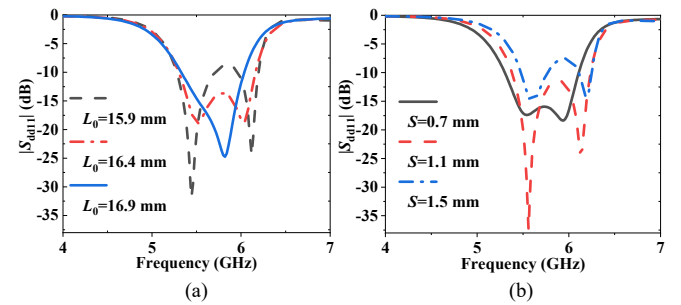 0
-5
-10
-15
-20
-25
-30
-35
|S_dd11| (dB)
L₀=15.9 mm
L₀=16.4 mm
L₀=16.9 mm
4 5 6 7
Frequency (GHz)
(a)
0
-5
-10
-15
-20
-25
-30
-35
|S_dd11| (dB)
S=0.7 mm
S=1.1 mm
S=1.5 mm
4 5 6 7
Frequency (GHz)
(b)